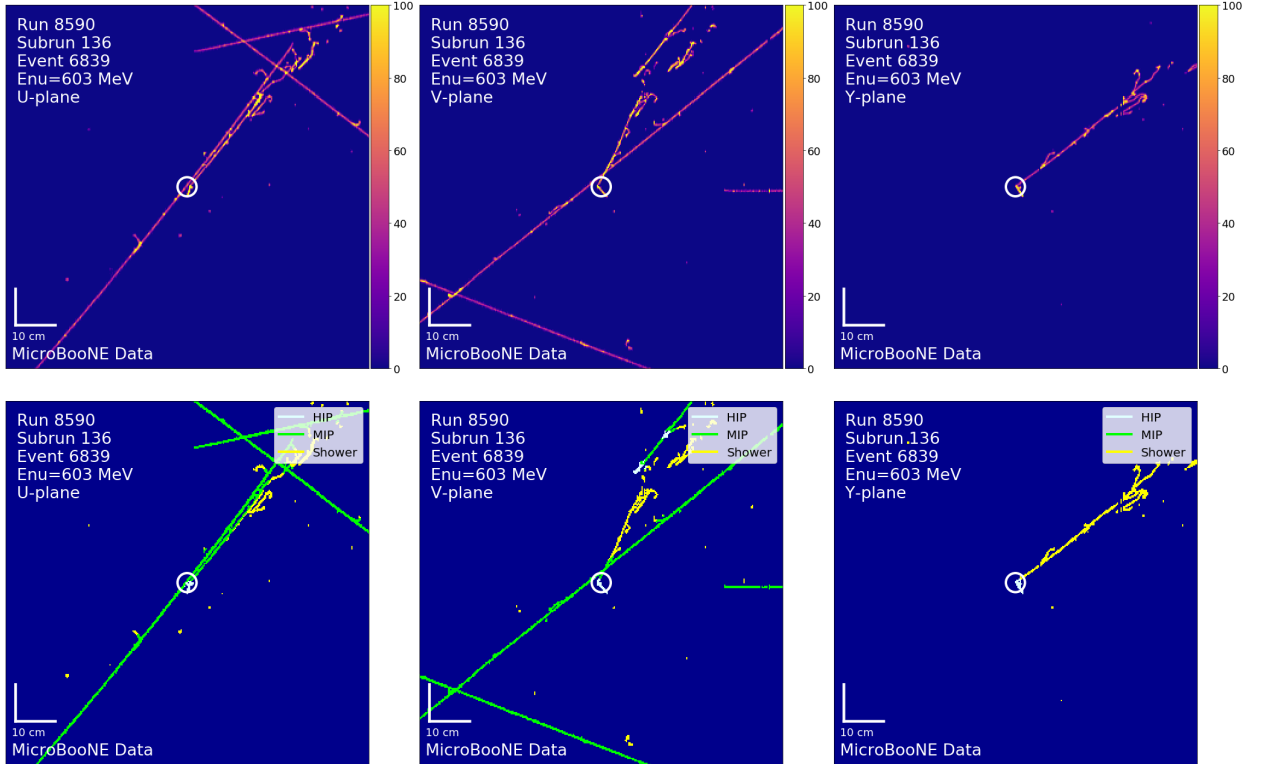 Run 8590
Subrun 136
Event 6839
Enu=603 MeV
U-plane
10 cm
MicroBooNE Data
100
80
60
40
20
0
Run 8590
Subrun 136
Event 6839
Enu=603 MeV
V-plane
10 cm
MicroBooNE Data
100
80
60
40
20
0
Run 8590
Subrun 136
Event 6839
Enu=603 MeV
Y-plane
10 cm
MicroBooNE Data
100
80
60
40
20
0
Run 8590
Subrun 136
Event 6839
Enu=603 MeV
U-plane
HIP
MIP
Shower
10 cm
MicroBooNE Data
Run 8590
Subrun 136
Event 6839
Enu=603 MeV
V-plane
HIP
MIP
Shower
10 cm
MicroBooNE Data
Run 8590
Subrun 136
Event 6839
Enu=603 MeV
Y-plane
HIP
MIP
Shower
10 cm
MicroBooNE Data